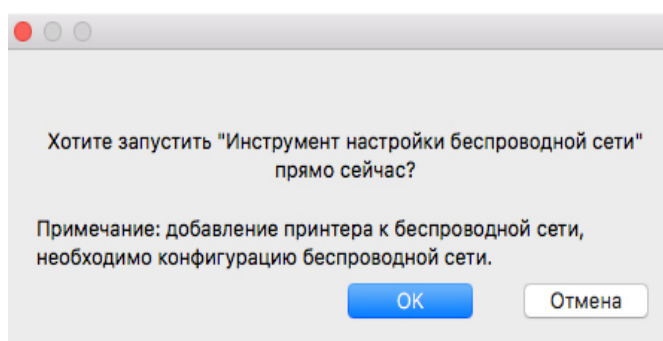 Хотите запустить "Инструмент настройки беспроводной сети"
прямо сейчас?
Примечание: добавление принтера к беспроводной сети,
необходимо конфигурацию беспроводной сети.
OK
Отмена